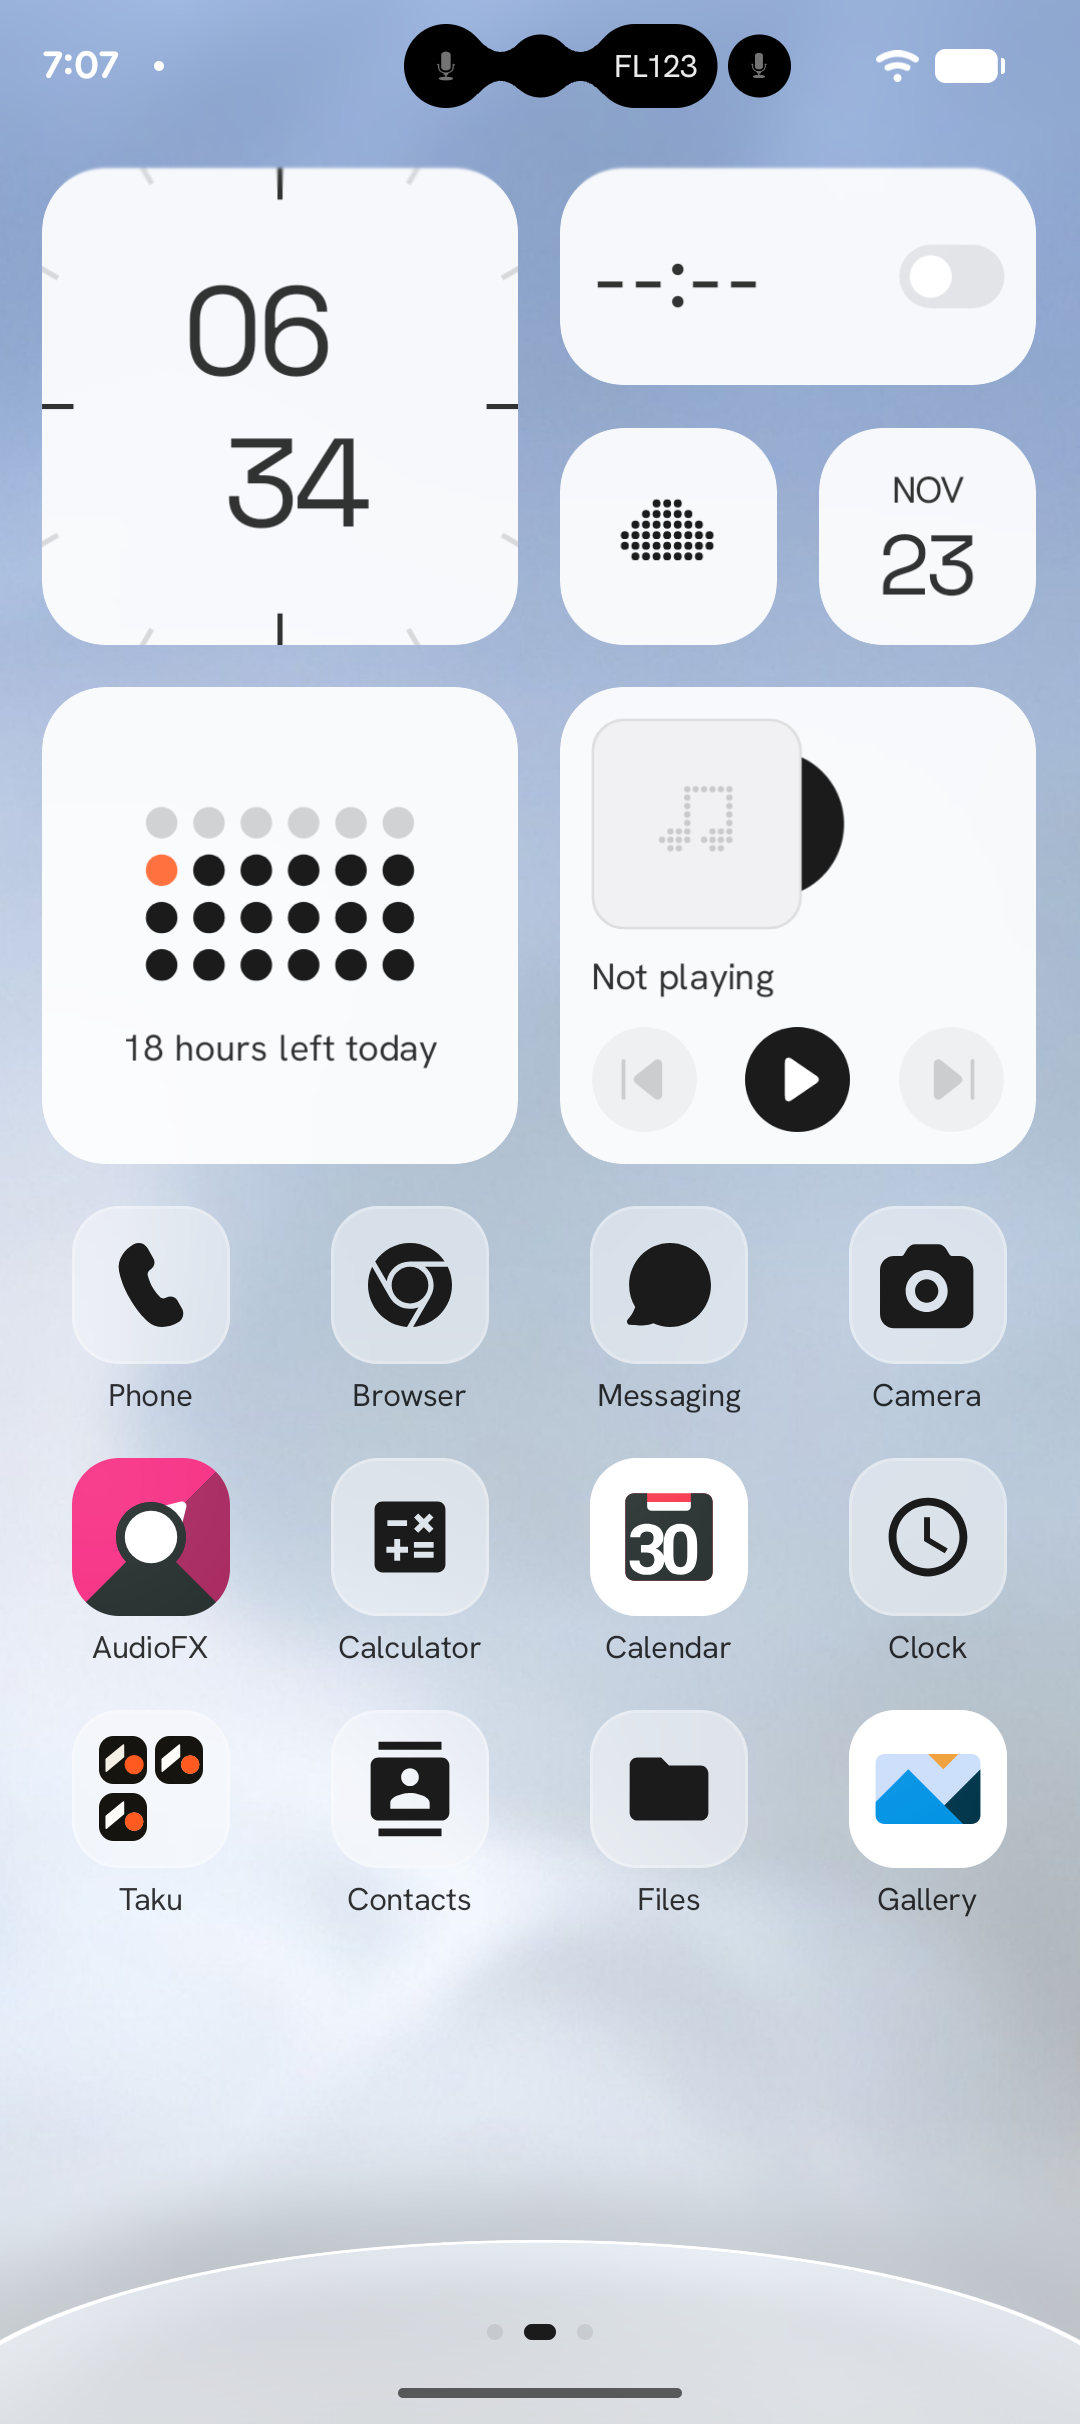 7:07
FL123
06
34
--:--
NOV
23
18 hours left today
Not playing
Phone
Browser
Messaging
Camera
AudioFX
Calculator
30
Calendar
Clock
Taku
Contacts
Files
Gallery